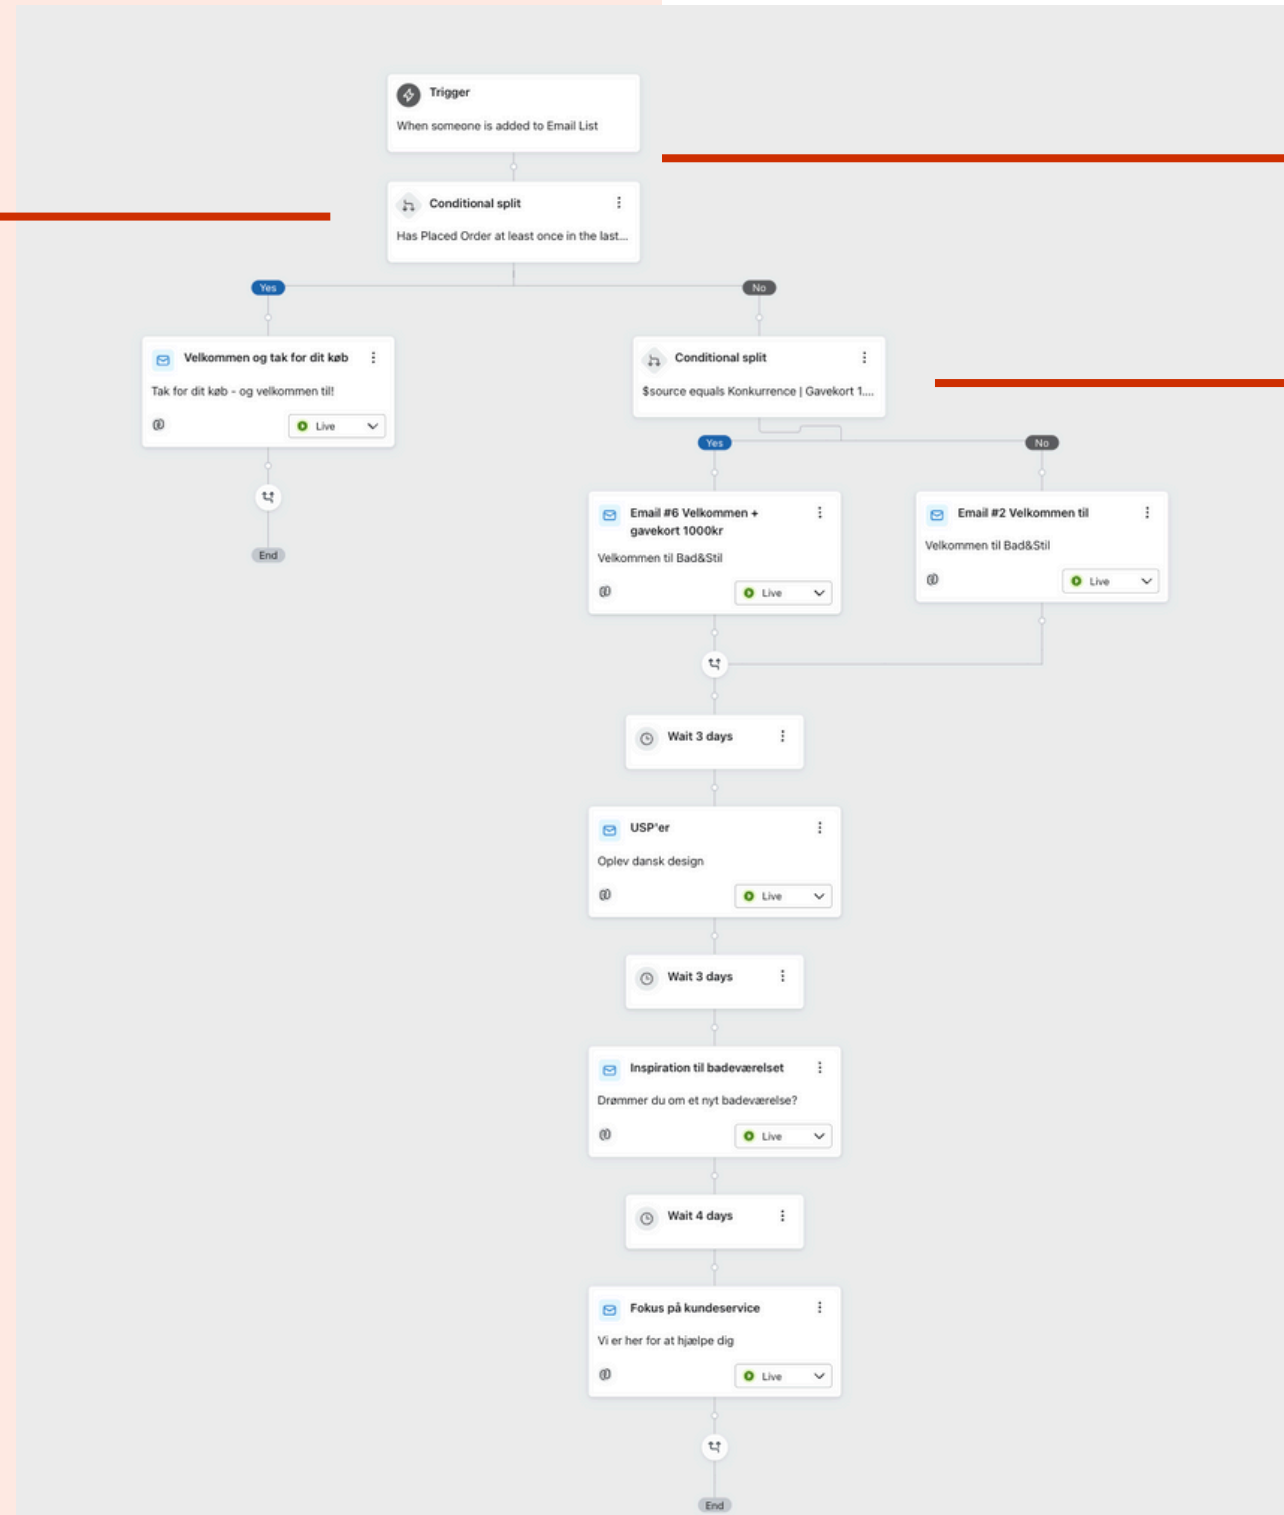 Trigger
When someone is added to Email List
Conditional split
Has Placed Order at least once in the last...
Yes
No
Velkommen og tak for dit køb
Tak for dit køb - og velkommen til!
Live
End
Conditional split
$source equals Konkurrence | Gavekort 1....
Yes
No
Email #6 Velkommen +
gavekort 1000kr
Velkommen til Bad&Stil
Live
Email #2 Velkommen til
Velkommen til Bad&Stil
Live
Wait 3 days
USP'er
Oplev dansk design
Live
Wait 3 days
Inspiration til badeværelset
Drømmer du om et nyt badeværelse?
Live
Wait 4 days
Fokus på kundeservice
Vi er her for at hjælpe dig
Live
End